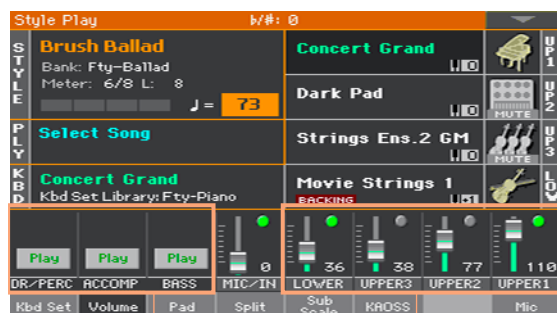 Style Play ♭/#: 0
STYLE
Brush Ballad
Bank: Fty-Ballad
Meter: 6/8 L: 8
♩ = 73
Concert Grand
UP1
Dark Pad
MUTE
UP2
PLY
Select Song
Strings Ens.2 GM
MUTE
UP3
KBD
Concert Grand
Kbd Set Library: Fty-Piano
Movie Strings 1
BACKING
LOW
Play Play Play 0 36 38 77 110
DR/PERC ACCOMP BASS MIC/IN LOWER UPPER3 UPPER2 UPPER1
Kbd Set Volume Pad Split Sub Scale KAOSS Mic